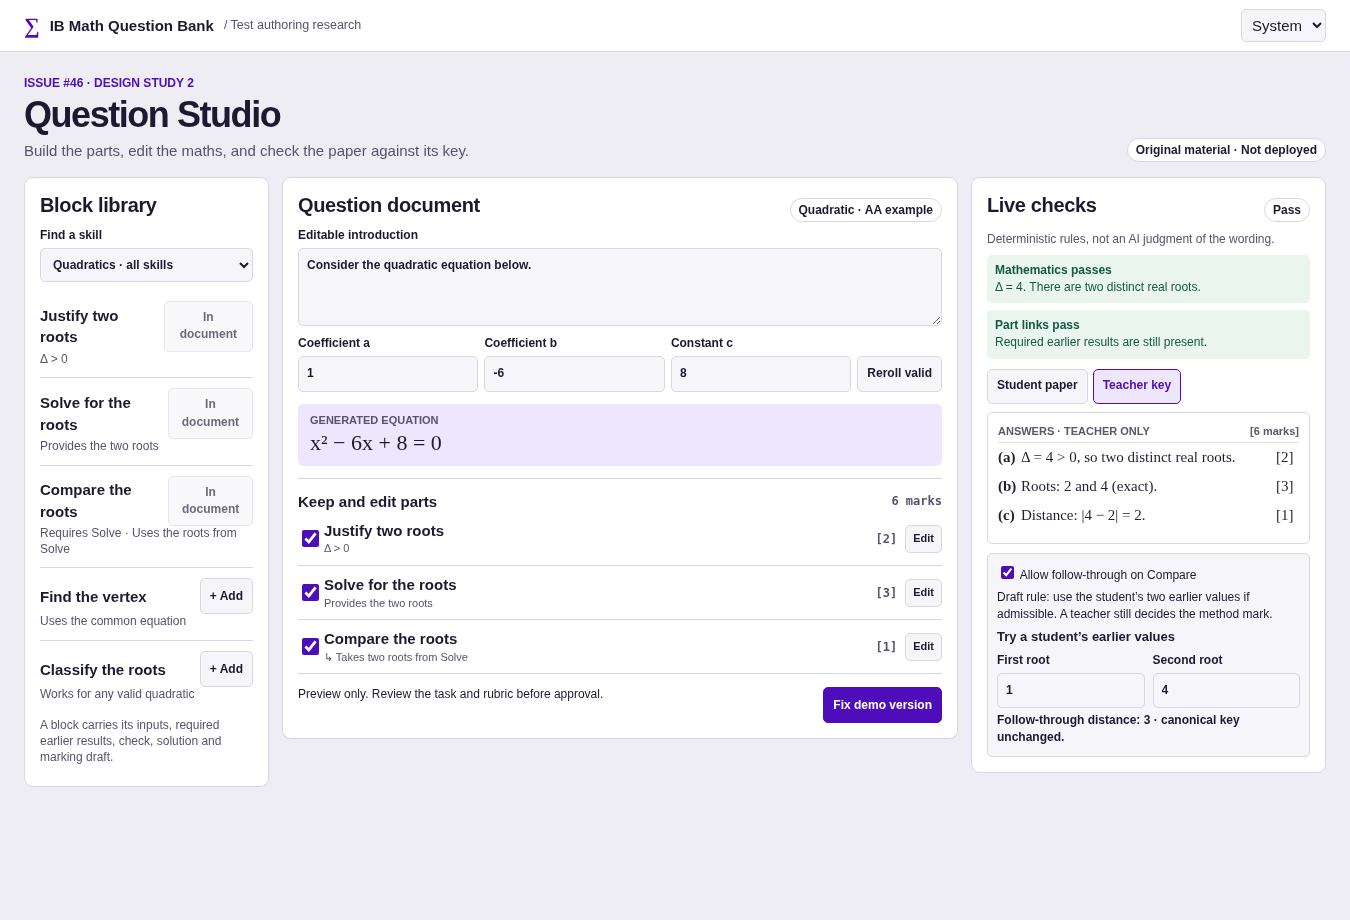 ∑ IB Math Question Bank / Test authoring research
System
ISSUE #46 · DESIGN STUDY 2
Question Studio
Build the parts, edit the maths, and check the paper against its key.
Original material · Not deployed
Block library
Find a skill
Quadratics · all skills
Justify two
roots
Δ > 0
In
document
Solve for the
roots
Provides the two roots
In
document
Compare the
roots
Requires Solve · Uses the roots from
Solve
In
document
Find the vertex
Uses the common equation
+ Add
Classify the roots
Works for any valid quadratic
+ Add
A block carries its inputs, required
earlier results, check, solution and
marking draft.
Question document
Quadratic · AA example
Editable introduction
Consider the quadratic equation below.
Coefficient a
Coefficient b
Constant c
1
-6
8
Reroll valid
GENERATED EQUATION
x² − 6x + 8 = 0
Keep and edit parts
6 marks
Justify two roots
Δ > 0
[2]
Edit
Solve for the roots
Provides the two roots
[3]
Edit
Compare the roots
↳ Takes two roots from Solve
[1]
Edit
Preview only. Review the task and rubric before approval.
Fix demo version
Live checks
Pass
Deterministic rules, not an AI judgment of the wording.
Mathematics passes
Δ = 4. There are two distinct real roots.
Part links pass
Required earlier results are still present.
Student paper
Teacher key
ANSWERS · TEACHER ONLY
[6 marks]
(a) Δ = 4 > 0, so two distinct real roots. [2]
(b) Roots: 2 and 4 (exact). [3]
(c) Distance: |4 − 2| = 2. [1]
Allow follow-through on Compare
Draft rule: use the student’s two earlier values if
admissible. A teacher still decides the method mark.
Try a student’s earlier values
First root
Second root
1
4
Follow-through distance: 3 · canonical key
unchanged.